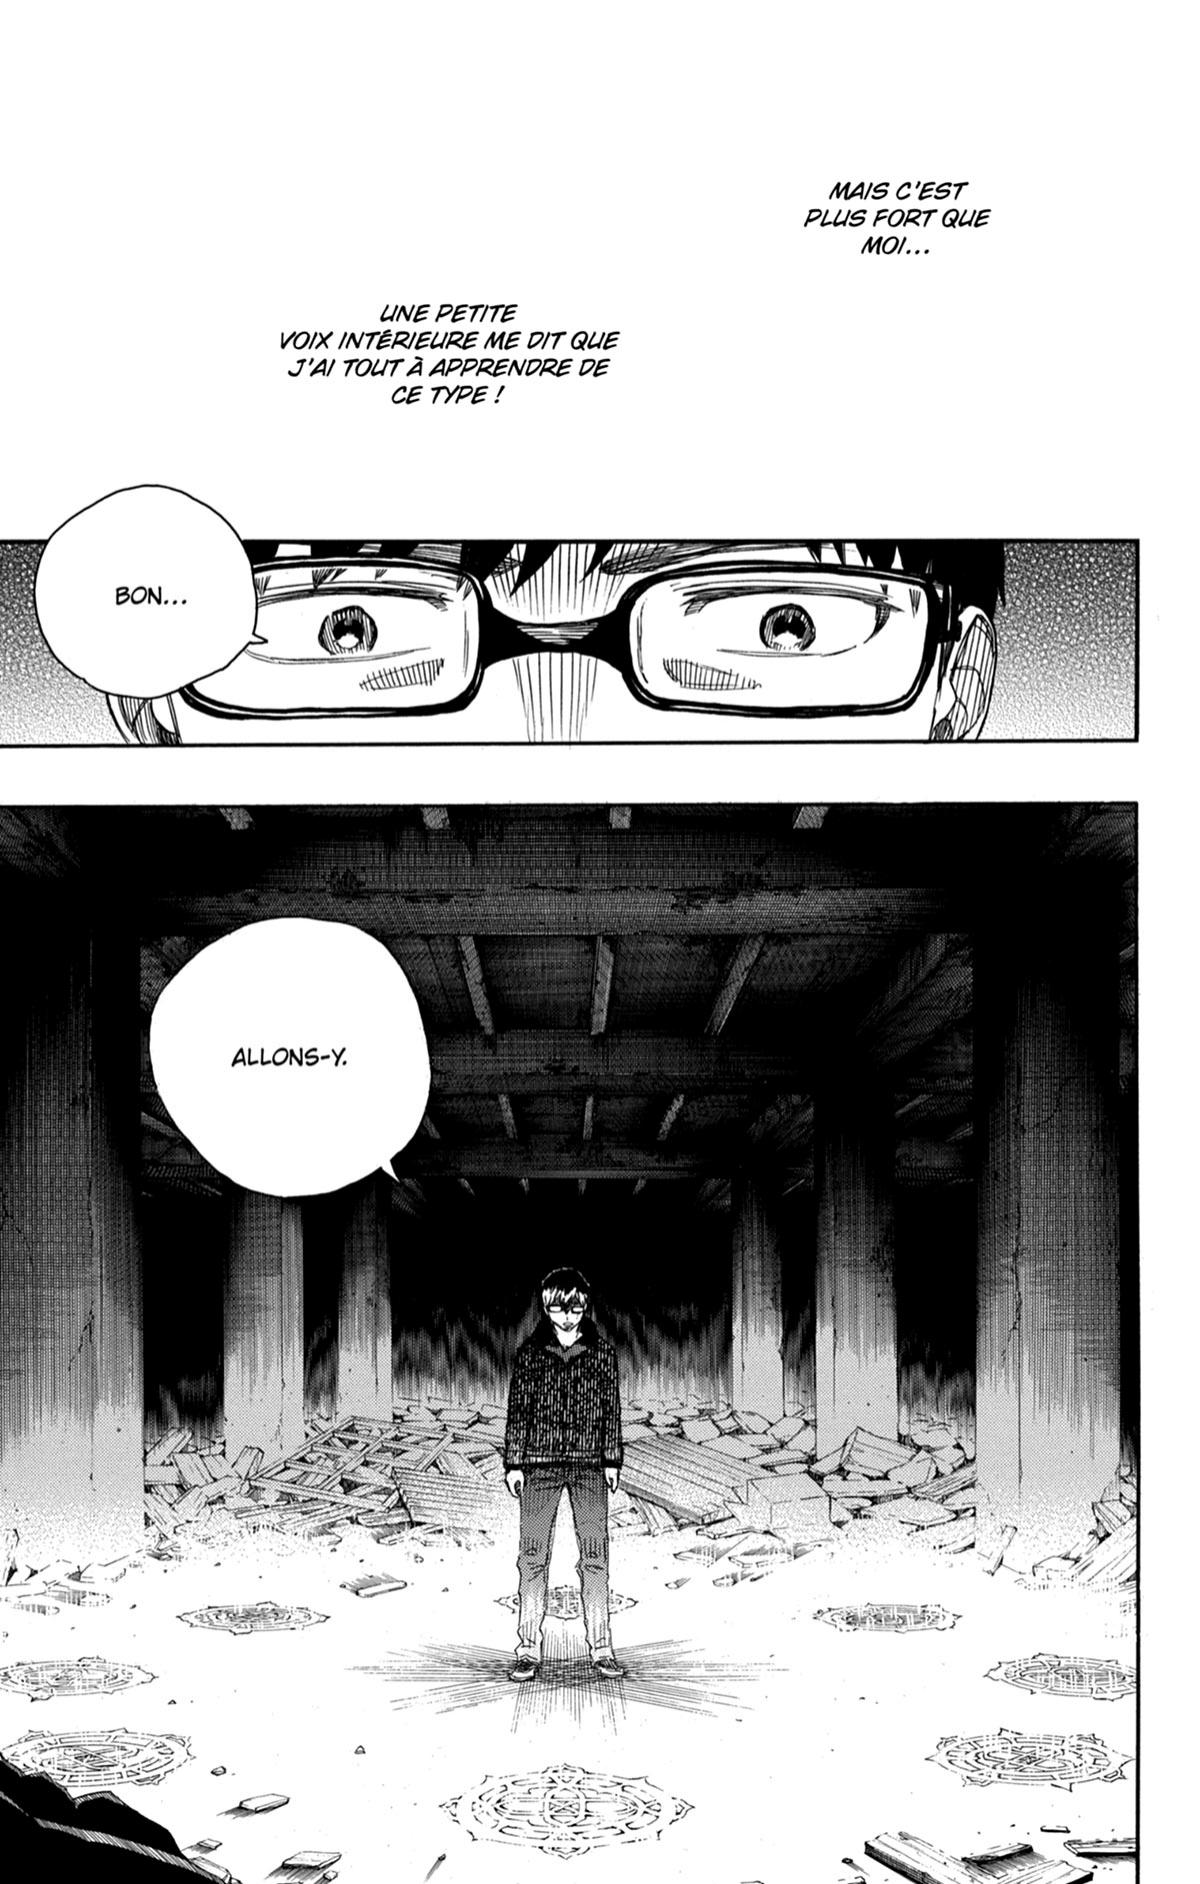 MAIS C'EST
PLUS FORT QUE
MOI...
UNE PETITE
VOIX INTÉRIEURE ME DIT QUE
J'AI TOUT À APPRENDRE DE
CE TYPE !
BON...
ALLONS-Y.